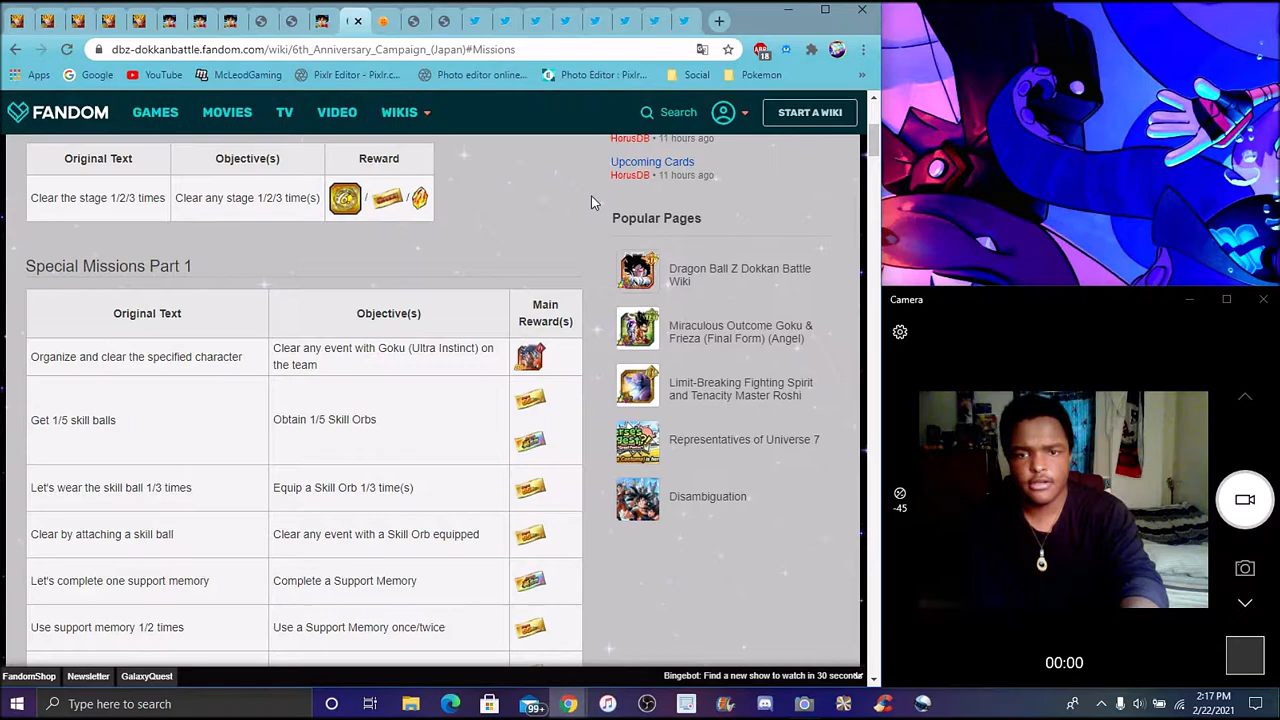 dbz-dokkanbattle.fandom.com/wiki/6th_Anniversary_Campaign_(Japan)#Missions
18
Apps Google YouTube McLeodGaming Pixlr Editor - Pixlr.c... Photo editor online... Photo Editor : Pixlr... Social Pokemon »
FANDOM GAMES MOVIES TV VIDEO WIKIS Search START A WIKI
HorusDB • 11 hours ago
Upcoming Cards
HorusDB • 11 hours ago
Original Text Objective(s) Reward
Clear the stage 1/2/3 times Clear any stage 1/2/3 time(s) / /
Popular Pages
Dragon Ball Z Dokkan Battle
Wiki
Miraculous Outcome Goku &
Frieza (Final Form) (Angel)
Limit-Breaking Fighting Spirit
and Tenacity Master Roshi
Representatives of Universe 7
Disambiguation
Special Missions Part 1
Original Text Objective(s) Main
Reward(s)
Organize and clear the specified character Clear any event with Goku (Ultra Instinct) on
the team
Get 1/5 skill balls Obtain 1/5 Skill Orbs
Let's wear the skill ball 1/3 times Equip a Skill Orb 1/3 time(s)
Clear by attaching a skill ball Clear any event with a Skill Orb equipped
Let's complete one support memory Complete a Support Memory
Use support memory 1/2 times Use a Support Memory once/twice
FandomShop Newsletter GalaxyQuest Bingebot: Find a new show to watch in 30 seconds
Camera
-45
00:00
Type here to search
99+
2:17 PM
2/22/2021